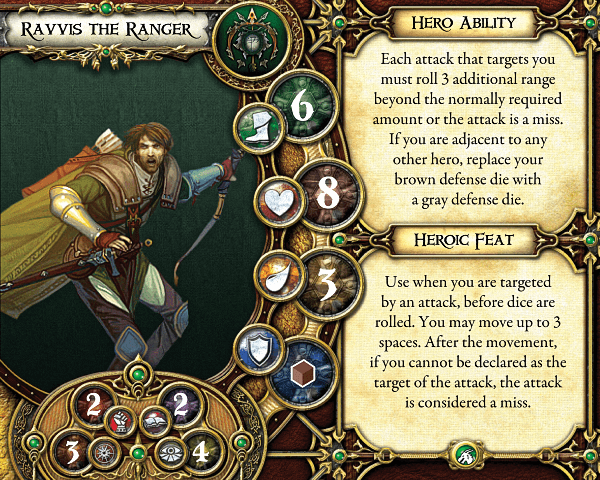 Ravvis the Ranger
6
8
3
2
2
3
4
Hero Ability
Each attack that targets you
must roll 3 additional range
beyond the normally required
amount or the attack is a miss.
If you are adjacent to any
other hero, replace your
brown defense die with
a gray defense die.
Heroic Feat
Use when you are targeted
by an attack, before dice are
rolled. You may move up to 3
spaces. After the movement,
if you cannot be declared as the
target of the attack, the attack
is considered a miss.